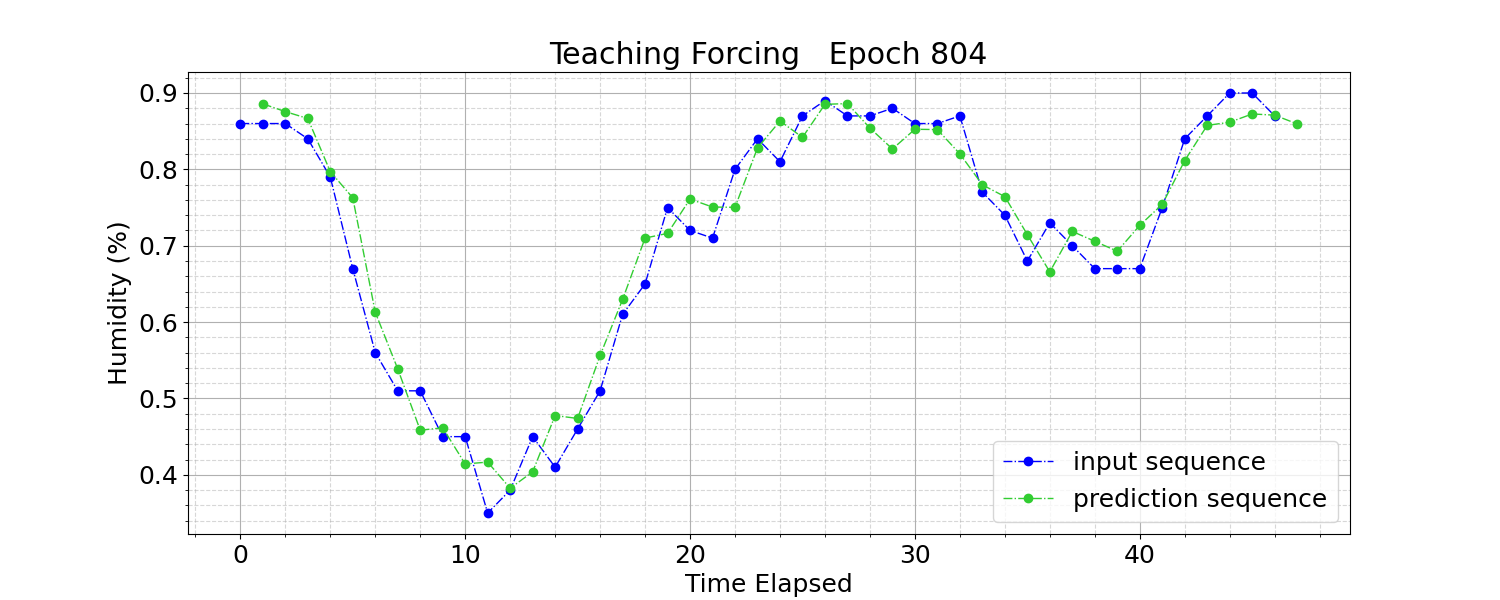 Teaching Forcing   Epoch 804
Humidity (%)
0.9
0.8
0.7
0.6
0.5
0.4
input sequence
prediction sequence
0 10 20 30 40
Time Elapsed